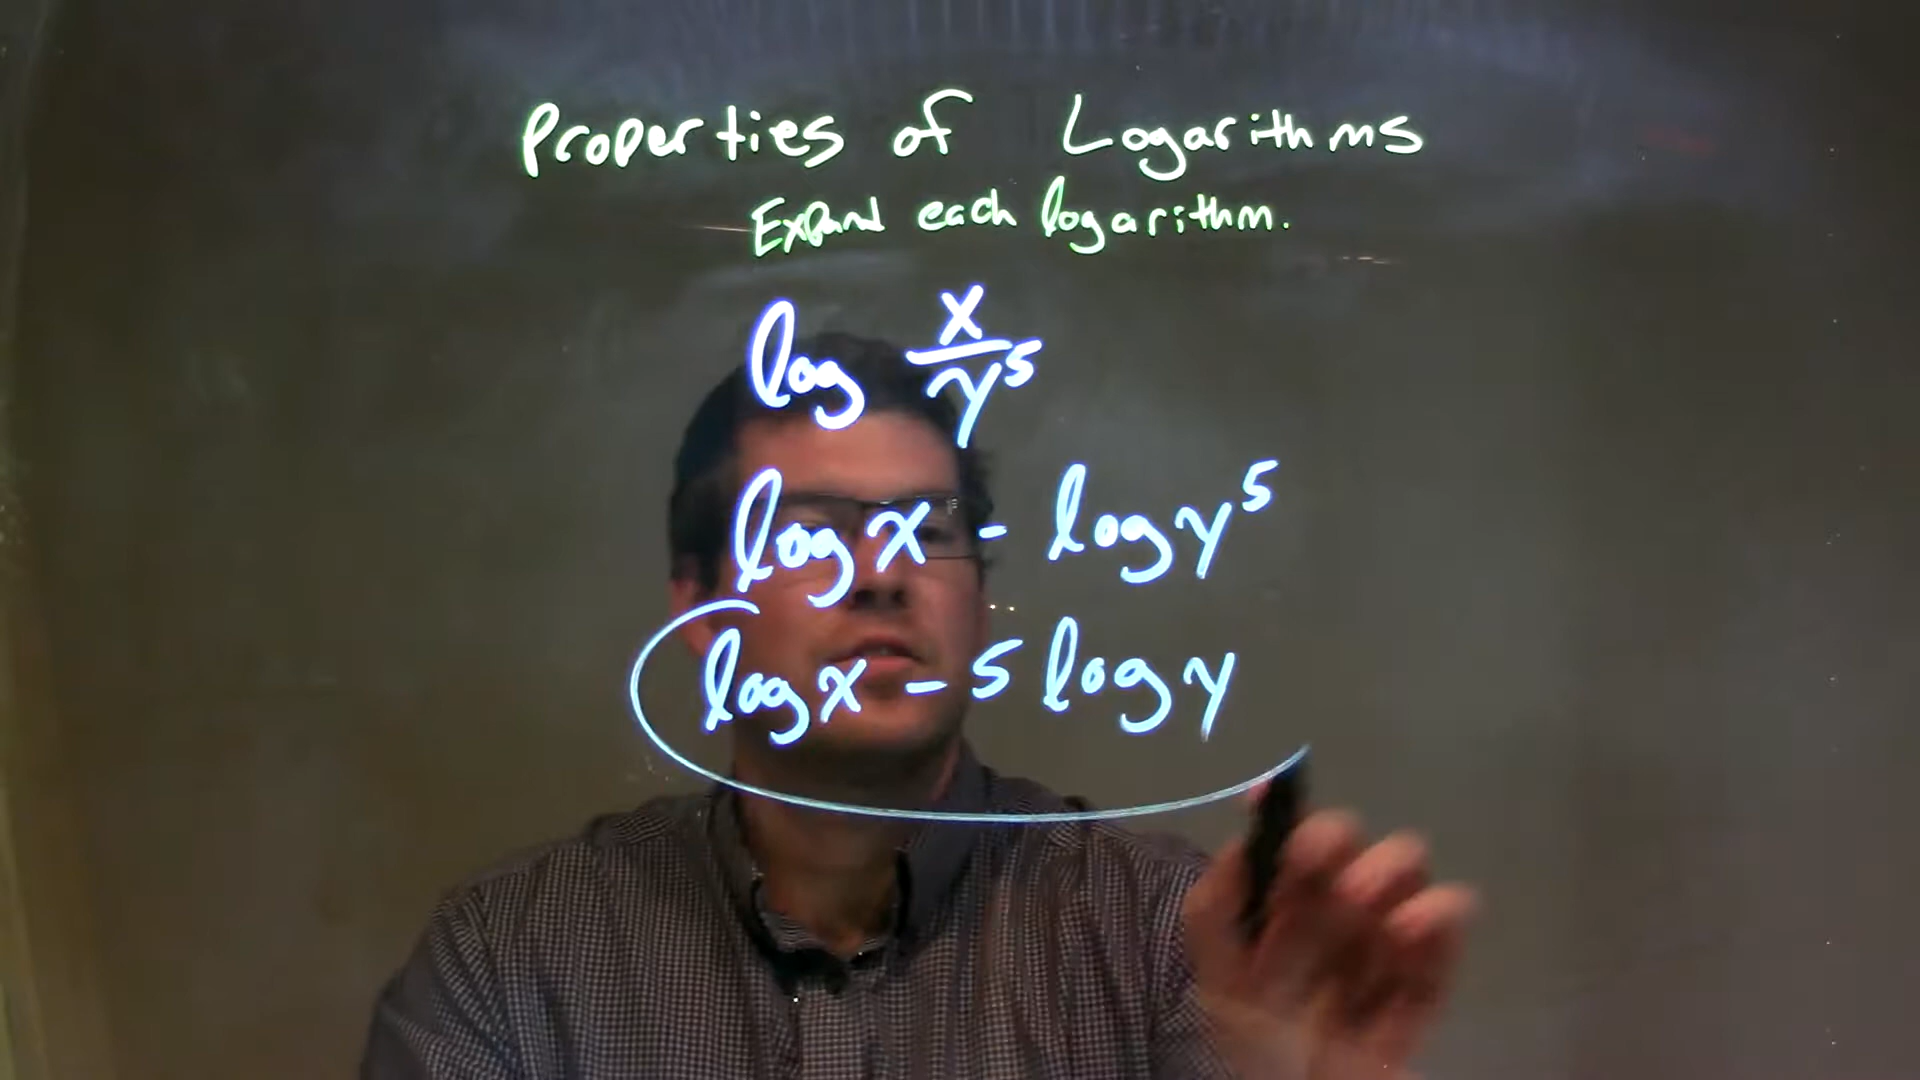 Properties of Logarithms
Expand each logarithm.
log x/y⁵
log x - log y⁵
log x - 5 log y